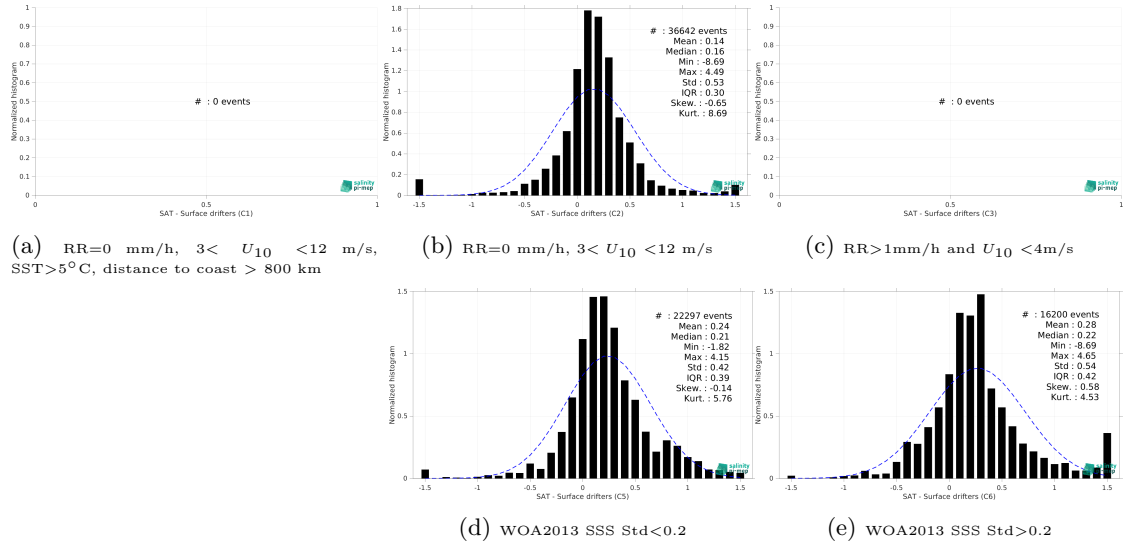 1
0.9
0.8
0.7
0.6
0.5
0.4
0.3
0.2
0.1
0
Normalized histogram
# : 0 events
salinity
pi-mep
0 0.5 1
SAT - Surface drifters (C1)
(a) RR=0 mm/h, 3< U10 <12 m/s,
SST>5°C, distance to coast > 800 km
1.8
1.6
1.4
1.2
1
0.8
0.6
0.4
0.2
0.0
Normalized histogram
# : 36642 events
Mean : 0.14
Median : 0.16
Min : -8.69
Max : 4.49
Std : 0.53
IQR : 0.30
Skew. : -0.65
Kurt. : 8.69
salinity
pi-mep
-1.5 -1 -0.5 0 0.5 1 1.5
SAT - Surface drifters (C2)
(b) RR=0 mm/h, 3< U10 <12 m/s
1
0.9
0.8
0.7
0.6
0.5
0.4
0.3
0.2
0.1
0
Normalized histogram
# : 0 events
salinity
pi-mep
0 0.5 1
SAT - Surface drifters (C3)
(c) RR>1mm/h and U10 <4m/s
1.5
1
0.5
0
Normalized histogram
# : 22297 events
Mean : 0.24
Median : 0.21
Min : -1.82
Max : 4.15
Std : 0.42
IQR : 0.39
Skew. : -0.14
Kurt. : 5.76
salinity
pi-mep
-1.5 -1 -0.5 0 0.5 1 1.5
SAT - Surface drifters (C5)
(d) WOA2013 SSS Std<0.2
1.5
1
0.5
0
Normalized histogram
# : 16200 events
Mean : 0.28
Median : 0.22
Min : -8.69
Max : 4.65
Std : 0.54
IQR : 0.42
Skew. : 0.58
Kurt. : 4.53
salinity
pi-mep
-1.5 -1 -0.5 0 0.5 1 1.5
SAT - Surface drifters (C6)
(e) WOA2013 SSS Std>0.2